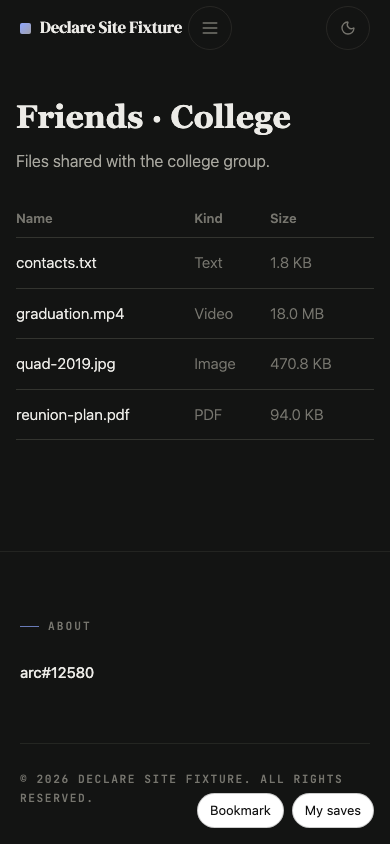 Declare Site Fixture
Friends · College
Files shared with the college group.
Name Kind Size
contacts.txt Text 1.8 KB
graduation.mp4 Video 18.0 MB
quad-2019.jpg Image 470.8 KB
reunion-plan.pdf PDF 94.0 KB
ABOUT
arc#12580
© 2026 DECLARE SITE FIXTURE. ALL RIGHTS
RESERVED.
Bookmark My saves